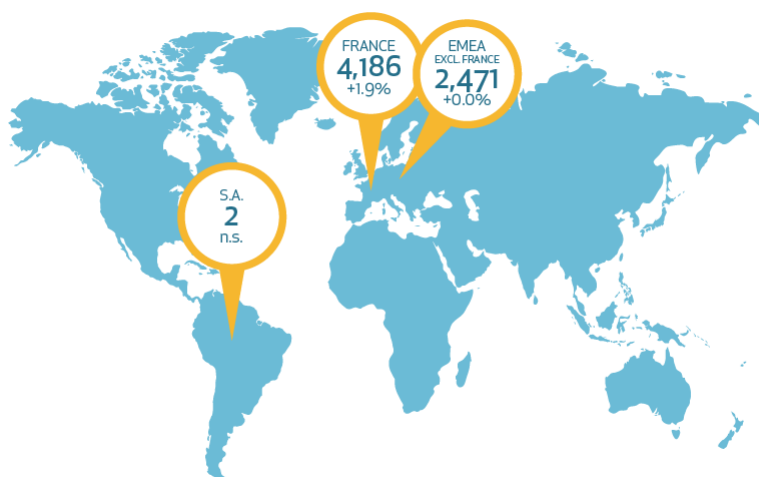 FRANCE
4,186
+1.9%
EMEA
EXCL. FRANCE
2,471
+0.0%
S.A.
2
n.s.